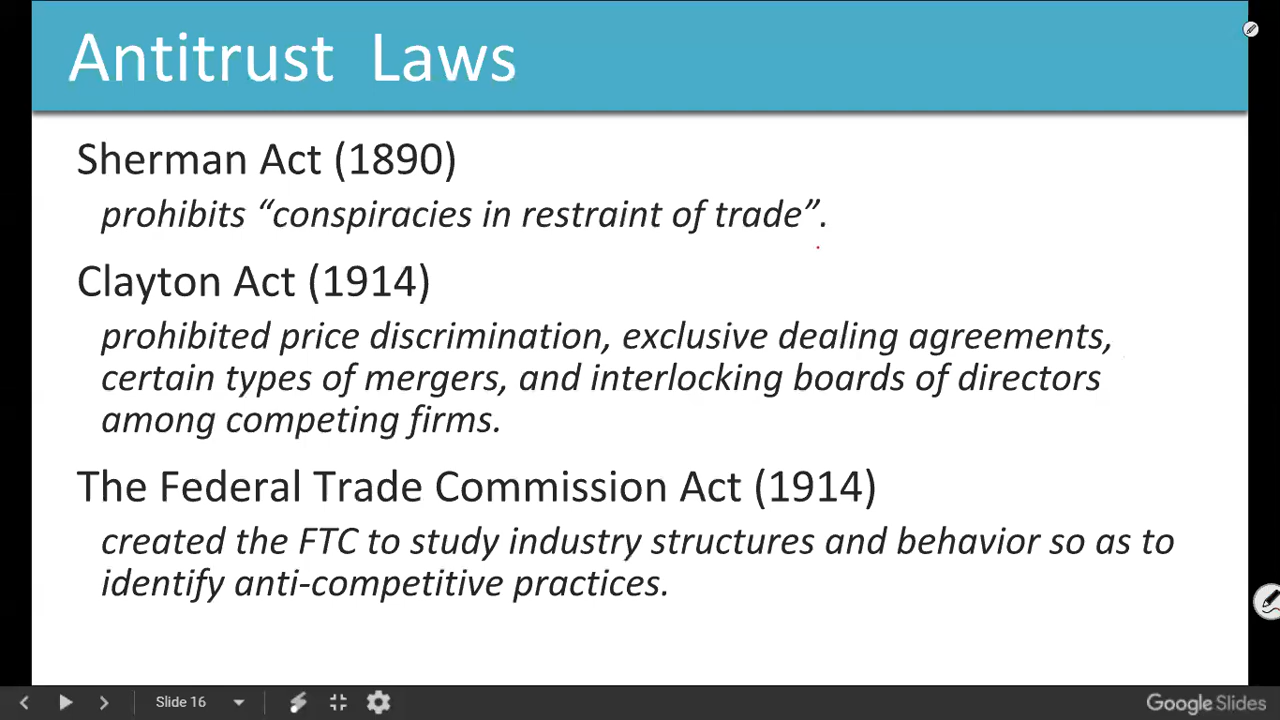 Antitrust Laws
Sherman Act (1890)
prohibits “conspiracies in restraint of trade”.
Clayton Act (1914)
prohibited price discrimination, exclusive dealing agreements,
certain types of mergers, and interlocking boards of directors
among competing firms.
The Federal Trade Commission Act (1914)
created the FTC to study industry structures and behavior so as to
identify anti-competitive practices.
Slide 16
Google Slides